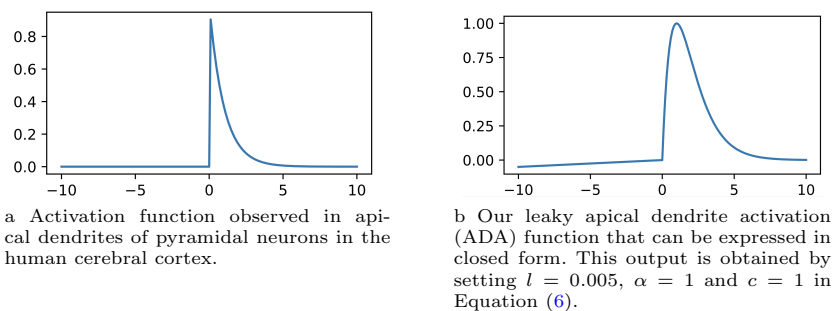 0.8
0.6
0.4
0.2
0.0
−10
−5
0
5
10
a Activation function observed in api-
cal dendrites of pyramidal neurons in the
human cerebral cortex.
1.00
0.75
0.50
0.25
0.00
−10
−5
0
5
10
b Our leaky apical dendrite activation
(ADA) function that can be expressed in
closed form. This output is obtained by
setting l = 0.005, α = 1 and c = 1 in
Equation (6).